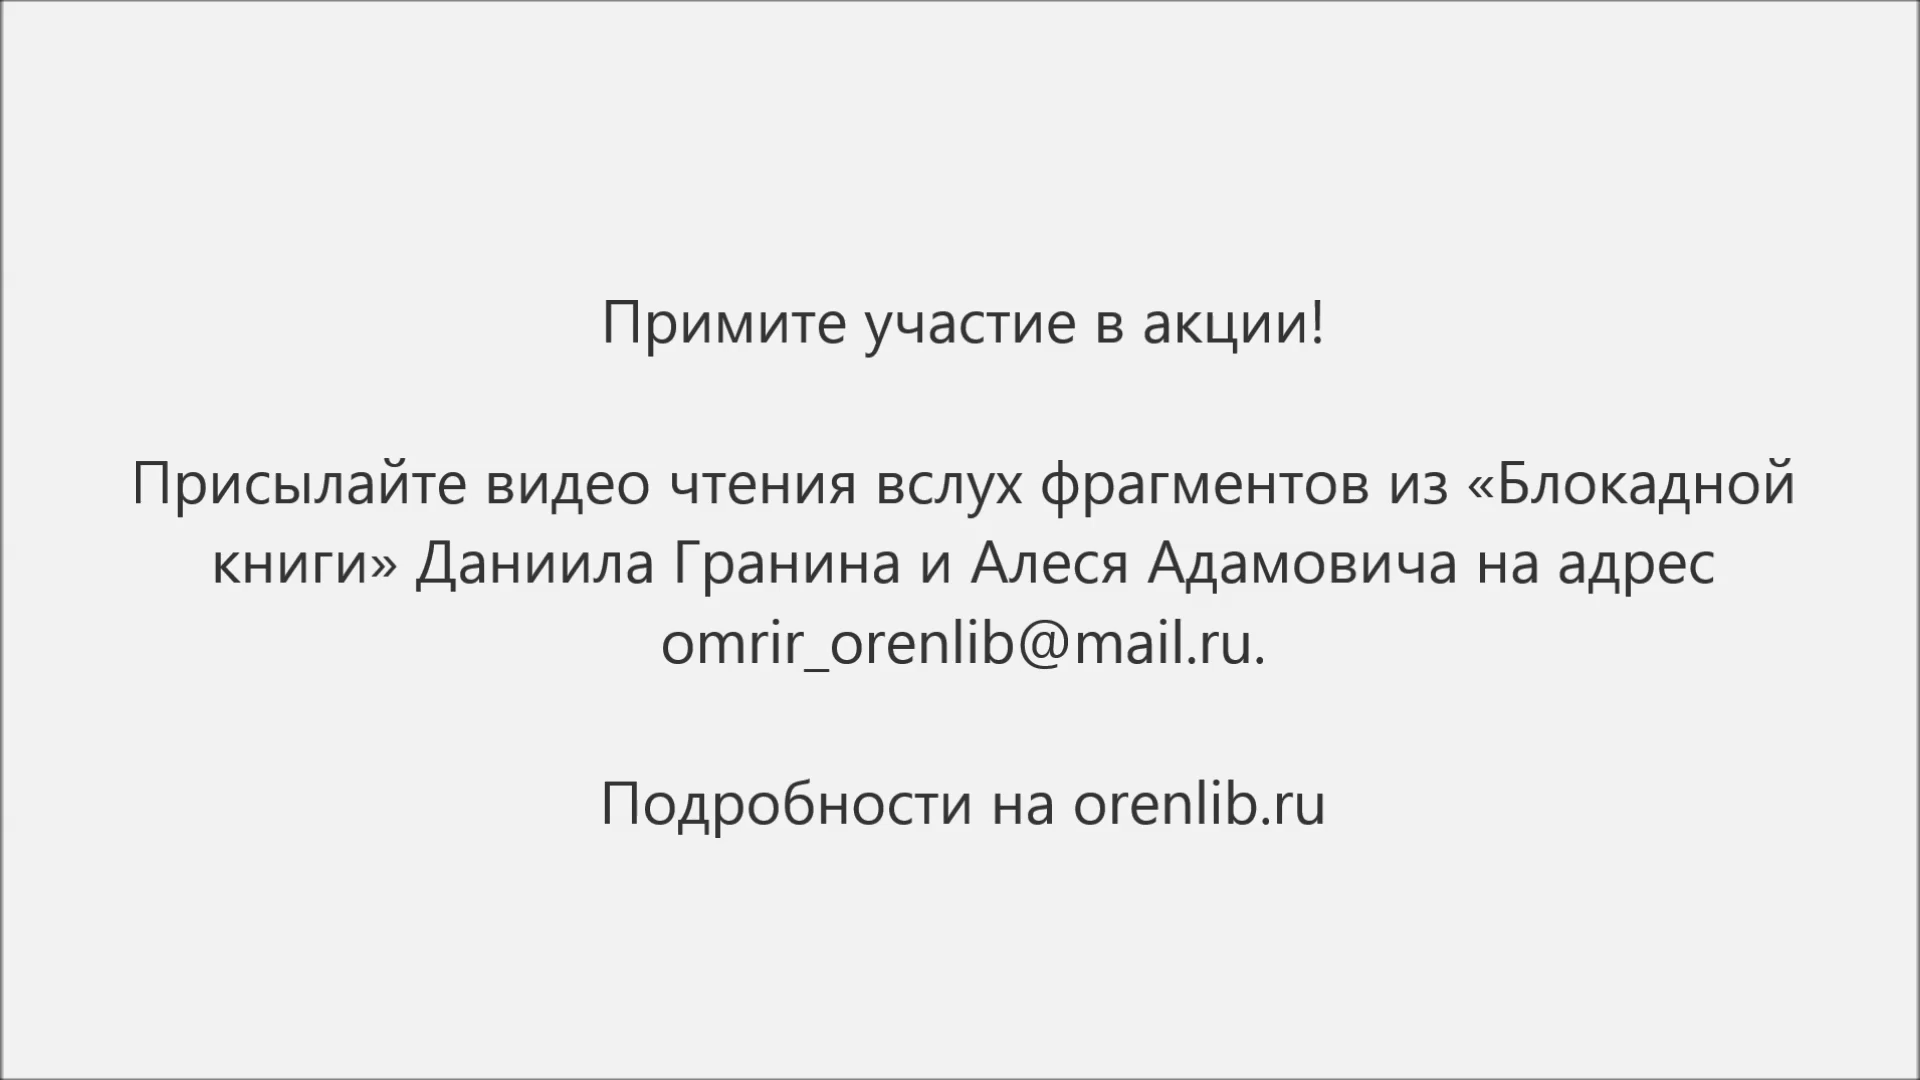 Примите участие в акции!
Присылайте видео чтения вслух фрагментов из «Блокадной
книги» Даниила Гранина и Алеся Адамовича на адрес
omrir_orenlib@mail.ru.
Подробности на orenlib.ru